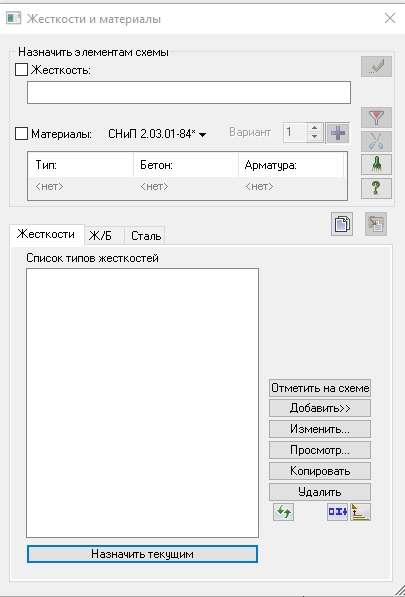 Жесткости и материалы
Назначить элементам схемы
Жесткость:
Материалы: СНиП 2.03.01-84* Вариант 1
Тип: Бетон: Арматура:
<нет> <нет> <нет>
Жесткости Ж/Б Сталь
Список типов жесткостей
Отметить на схеме
Добавить>>
Изменить...
Просмотр...
Копировать
Удалить
Назначить текущим